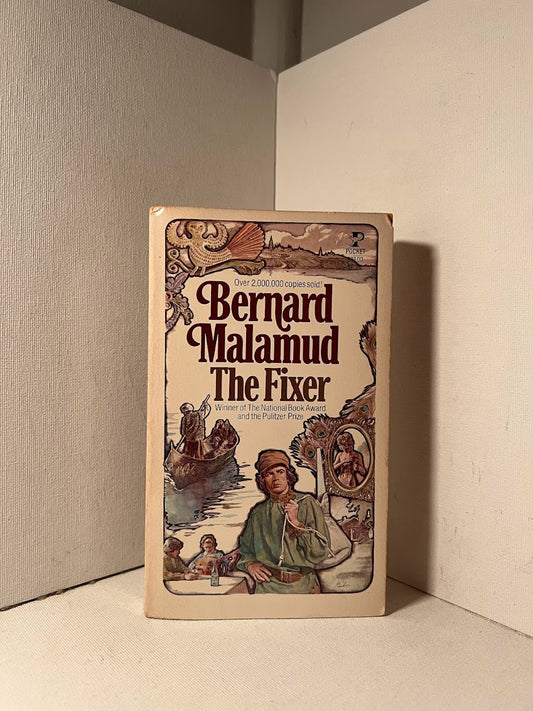 POCKET
Over 2,000,000 copies sold!
Bernard
Malamud
The Fixer
Winner of The National Book Award
and the Pulitzer Prize